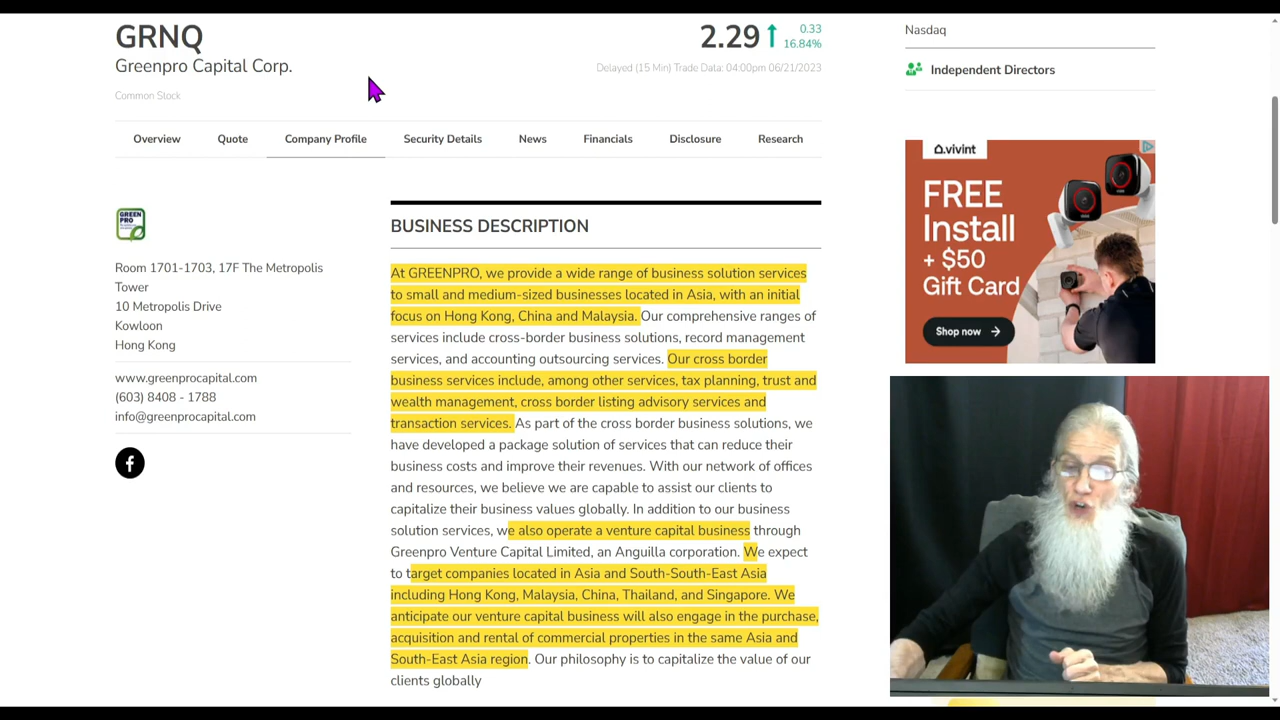 GRNQ
Greenpro Capital Corp.
Common Stock
2.29
0.33
16.84%
Delayed (15 Min) Trade Data: 04:00pm 06/21/2023
Overview Quote Company Profile Security Details News Financials Disclosure Research
GREEN
PRO
Room 1701-1703, 17F The Metropolis
Tower
10 Metropolis Drive
Kowloon
Hong Kong
www.greenprocapital.com
(603) 8408 - 1788
info@greenprocapital.com
BUSINESS DESCRIPTION
At GREENPRO, we provide a wide range of business solution services
to small and medium-sized businesses located in Asia, with an initial
focus on Hong Kong, China and Malaysia. Our comprehensive ranges of
services include cross-border business solutions, record management
services, and accounting outsourcing services. Our cross border
business services include, among other services, tax planning, trust and
wealth management, cross border listing advisory services and
transaction services. As part of the cross border business solutions, we
have developed a package solution of services that can reduce their
business costs and improve their revenues. With our network of offices
and resources, we believe we are capable to assist our clients to
capitalize their business values globally. In addition to our business
solution services, we also operate a venture capital business through
Greenpro Venture Capital Limited, an Anguilla corporation. We expect
to target companies located in Asia and South-South-East Asia
including Hong Kong, Malaysia, China, Thailand, and Singapore. We
anticipate our venture capital business will also engage in the purchase,
acquisition and rental of commercial properties in the same Asia and
South-East Asia region. Our philosophy is to capitalize the value of our
clients globally
Nasdaq
Independent Directors
vivint
FREE
Install
+ $50
Gift Card
Shop now